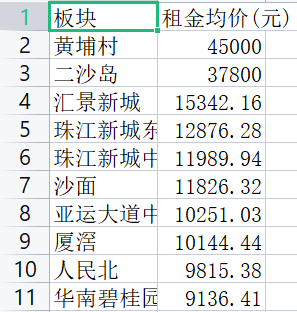 1 板块 租金均价(元)
2 黄埔村 45000
3 二沙岛 37800
4 汇景新城 15342.16
5 珠江新城东 12876.28
6 珠江新城中 11989.94
7 沙面 11826.32
8 亚运大道中 10251.03
9 厦滘 10144.44
10 人民北 9815.38
11 华南碧桂园 9136.41